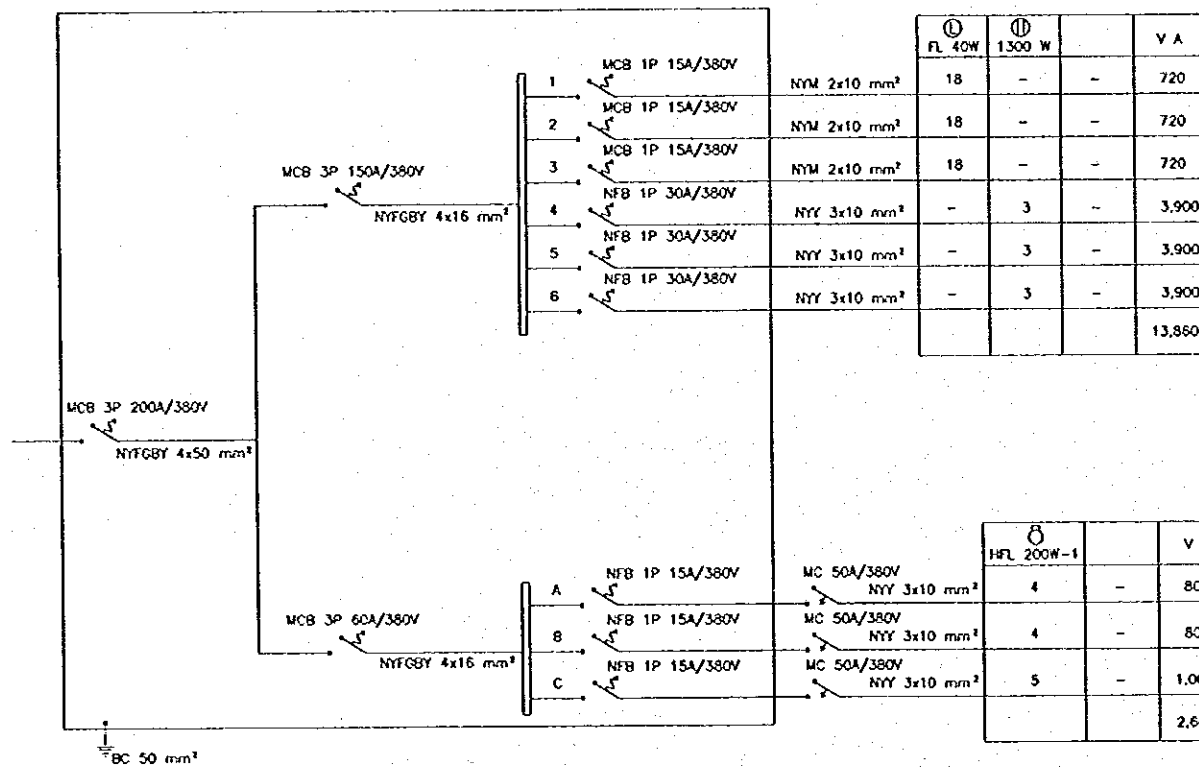 FL 40W 1300 W V A
1 MCB 1P 15A/380V NYM 2x10 mm² 18 - - 720
2 MCB 1P 15A/380V NYM 2x10 mm² 18 - - 720
3 MCB 1P 15A/380V NYM 2x10 mm² 18 - - 720
MCB 3P 150A/380V
NYFGBY 4x16 mm²
4 NFB 1P 30A/380V NYY 3x10 mm² - 3 - 3,900
5 NFB 1P 30A/380V NYY 3x10 mm² - 3 - 3,900
6 NFB 1P 30A/380V NYY 3x10 mm² - 3 - 3,900
13,860
MCB 3P 200A/380V
NYFGBY 4x50 mm²
HFL 200W-1 V
A NFB 1P 15A/380V MC 50A/380V NYY 3x10 mm² 4 - 80
MCB 3P 60A/380V
NYFGBY 4x16 mm²
B NFB 1P 15A/380V MC 50A/380V NYY 3x10 mm² 4 - 80
C NFB 1P 15A/380V MC 50A/380V NYY 3x10 mm² 5 - 1,00
2,6
BC 50 mm²